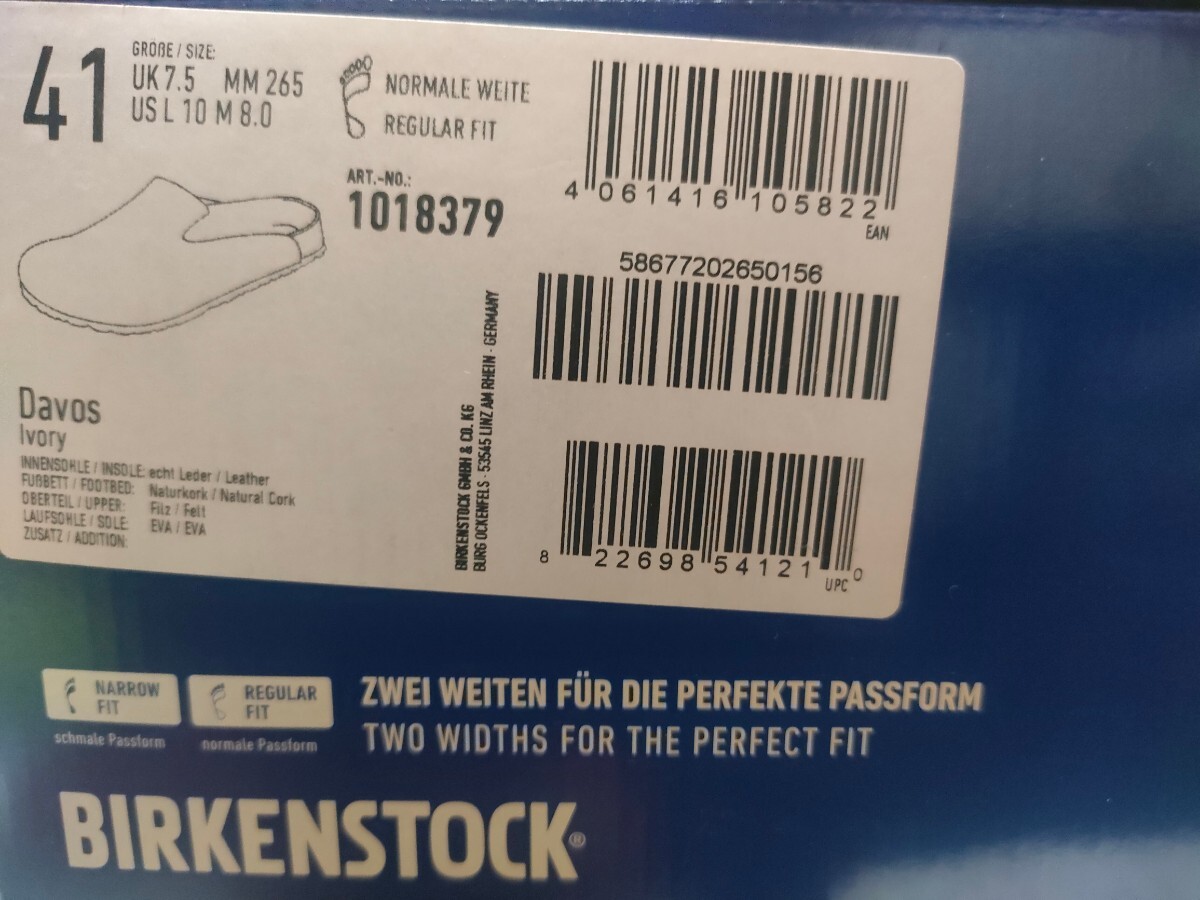 41
GRÖßE / SIZE:
UK 7.5 MM 265
US L 10 M 8.0
NORMALE WEITE
REGULAR FIT
ART.-NO.:
1018379
4 061416 105822
EAN
58677202650156
8 22698 54121 0
UPC
BIRKENSTOCK GMBH & CO. KG
BURG OCKENFELS · 53545 LINZ AM RHEIN · GERMANY
Davos
Ivory
INNENSOHLE / INSOLE: echt Leder / Leather
FUßBETT / FOOTBED: Naturkork / Natural Cork
OBERTEIL / UPPER: Filz / Felt
LAUFSOHLE / SOLE: EVA / EVA
ZUSATZ / ADDITION:
NARROW
FIT
schmale Passform
REGULAR
FIT
normale Passform
ZWEI WEITEN FÜR DIE PERFEKTE PASSFORM
TWO WIDTHS FOR THE PERFECT FIT
BIRKENSTOCK®